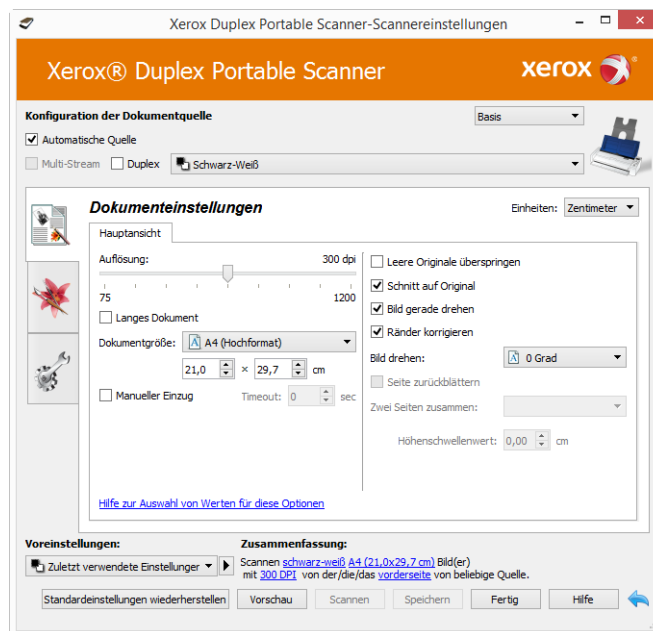 Xerox Duplex Portable Scanner-Scannereinstellungen
Xerox® Duplex Portable Scanner
xerox
Konfiguration der Dokumentquelle
Basis
Automatische Quelle
Multi-Stream
Duplex
Schwarz-Weiß
Dokumenteinstellungen
Einheiten: Zentimeter
Hauptansicht
Auflösung: 300 dpi
75 1200
Langes Dokument
Dokumentgröße: A4 (Hochformat)
21,0 × 29,7 cm
Manueller Einzug Timeout: 0 sec
Leere Originale überspringen
Schnitt auf Original
Bild gerade drehen
Ränder korrigieren
Bild drehen: 0 Grad
Seite zurückblättern
Zwei Seiten zusammen:
Höhenschwellenwert: 0,00 cm
Hilfe zur Auswahl von Werten für diese Optionen
Voreinstellungen:
Zuletzt verwendete Einstellunger
Zusammenfassung:
Scannen schwarz-weiß A4 (21,0x29,7 cm) Bild(er)
mit 300 DPI von der/die/das vorderseite von beliebige Quelle.
Standardeinstellungen wiederherstellen Vorschau Scannen Speichern Fertig Hilfe